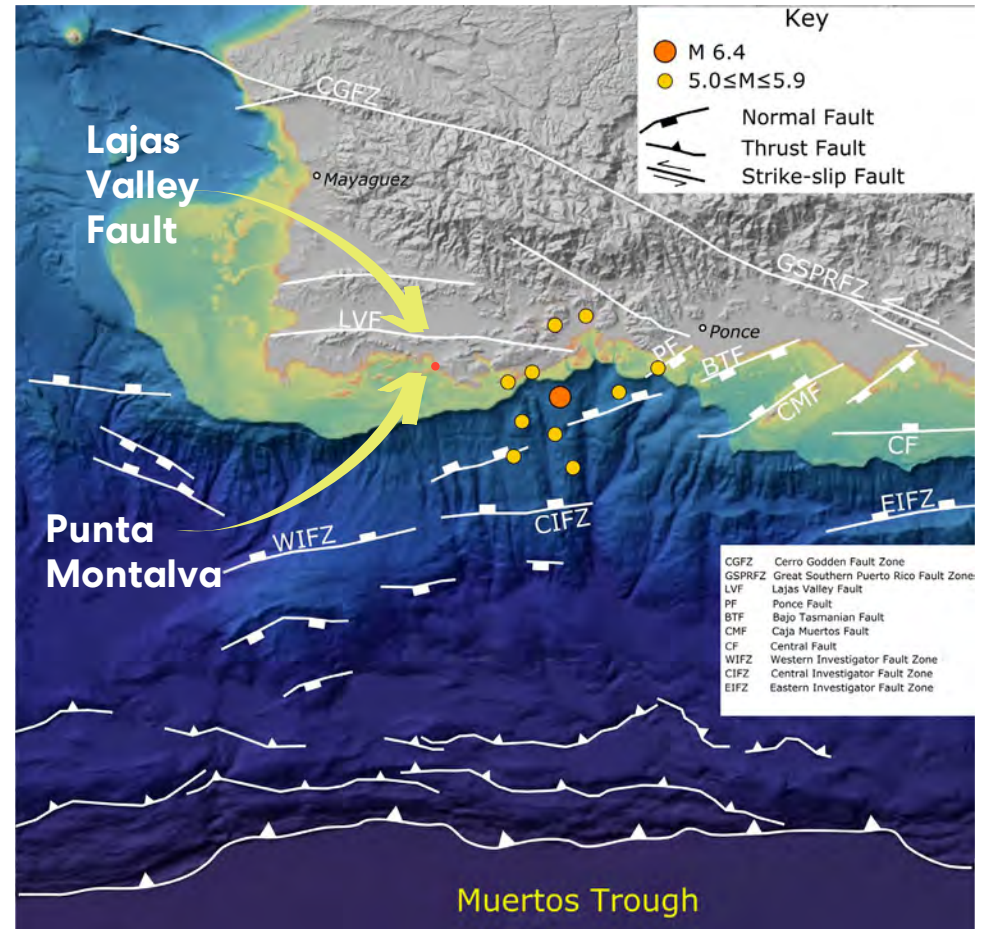 Key
M 6.4
5.0≤M≤5.9
Normal Fault
Thrust Fault
Strike-slip Fault
CGFZ
Lajas
Valley
Fault
Mayaguez
GSPRFZ
LVF
Ponce
PF
BTF
CMF
CF
Punta
Montalva
WIFZ
CIFZ
EIFZ
CGFZ Cerro Godden Fault Zone
GSPRFZ Great Southern Puerto Rico Fault Zone
LVF Lajas Valley Fault
PF Ponce Fault
BTF Bajo Tasmanian Fault
CMF Caja Muertos Fault
CF Central Fault
WIFZ Western Investigator Fault Zone
CIFZ Central Investigator Fault Zone
EIFZ Eastern Investigator Fault Zone
Muertos Trough